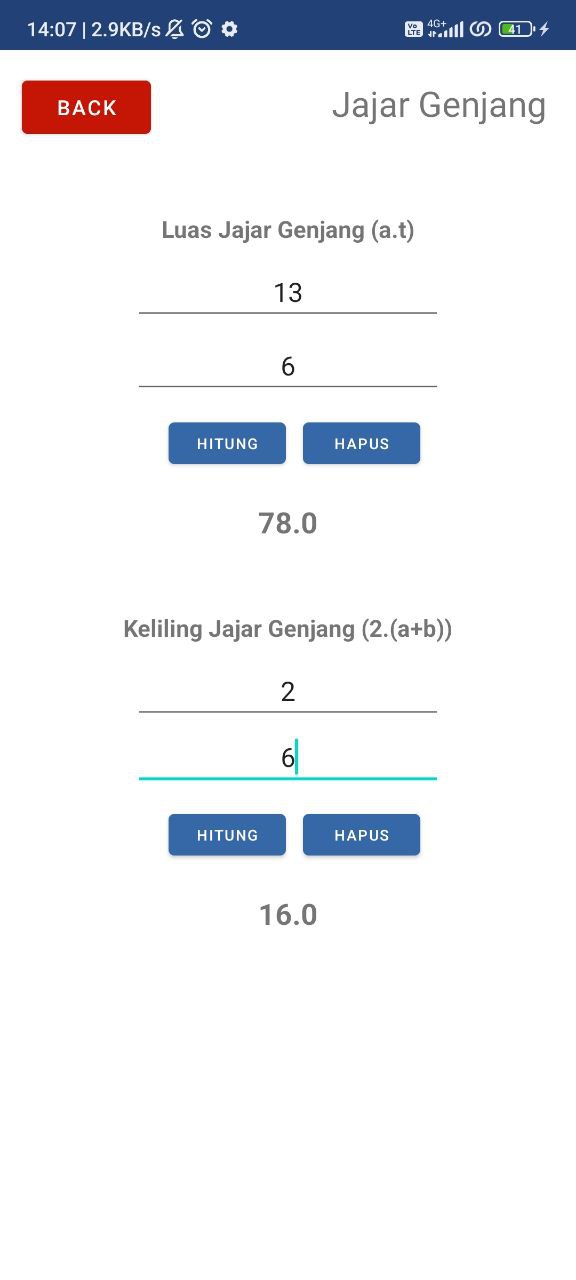 14:07 | 2.9KB/s
Vo LTE 4G+ 41
BACK
Jajar Genjang
Luas Jajar Genjang (a.t)
13
6
HITUNG HAPUS
78.0
Keliling Jajar Genjang (2.(a+b))
2
6
HITUNG HAPUS
16.0